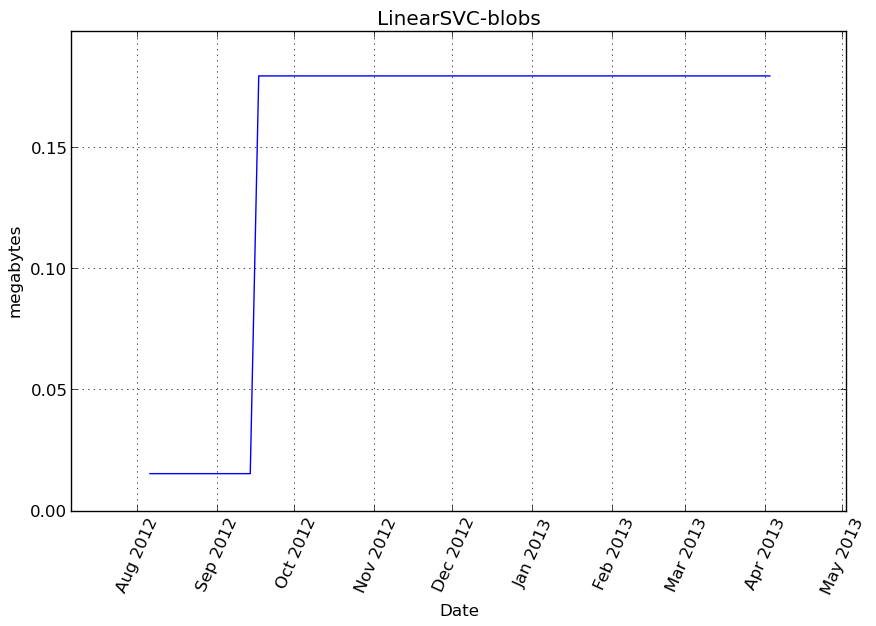 LinearSVC-blobs
0.15
0.10
0.05
0.00
megabytes
Aug 2012
Sep 2012
Oct 2012
Nov 2012
Dec 2012
Jan 2013
Feb 2013
Mar 2013
Apr 2013
May 2013
Date